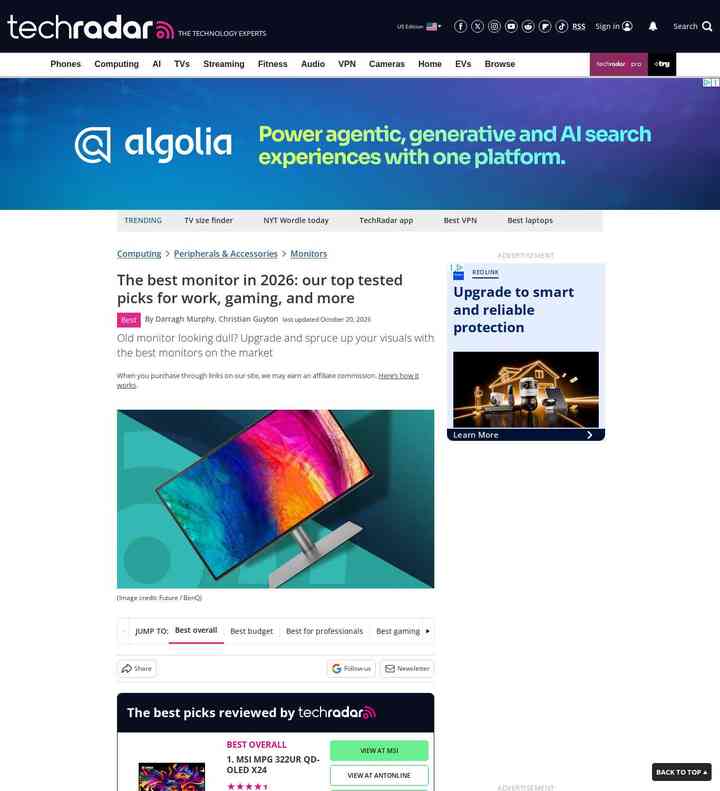 techradar THE TECHNOLOGY EXPERTS
US Edition RSS Sign in Search
Phones Computing AI TVs Streaming Fitness Audio VPN Cameras Home EVs Browse techradar pro
algolia
Power agentic, generative and AI search
experiences with one platform.
TRENDING TV size finder NYT Wordle today TechRadar app Best VPN Best laptops
Computing Peripherals & Accessories Monitors
The best monitor in 2026: our top tested
picks for work, gaming, and more
Best By Darragh Murphy, Christian Guyton last updated October 20, 2025
Old monitor looking dull? Upgrade and spruce up your visuals with
the best monitors on the market
When you purchase through links on our site, we may earn an affiliate commission. Here's how it
works.
(Image credit: Future / BenQ)
JUMP TO: Best overall Best budget Best for professionals Best gaming
Share Follow us Newsletter
The best picks reviewed by techradar
BEST OVERALL
1. MSI MPG 322UR QD-
OLED X24
VIEW AT MSI
VIEW AT ANTONLINE
ADVERTISEMENT
REOLINK
Upgrade to smart
and reliable
protection
Learn More
BACK TO TOP
ADVERTISEMENT